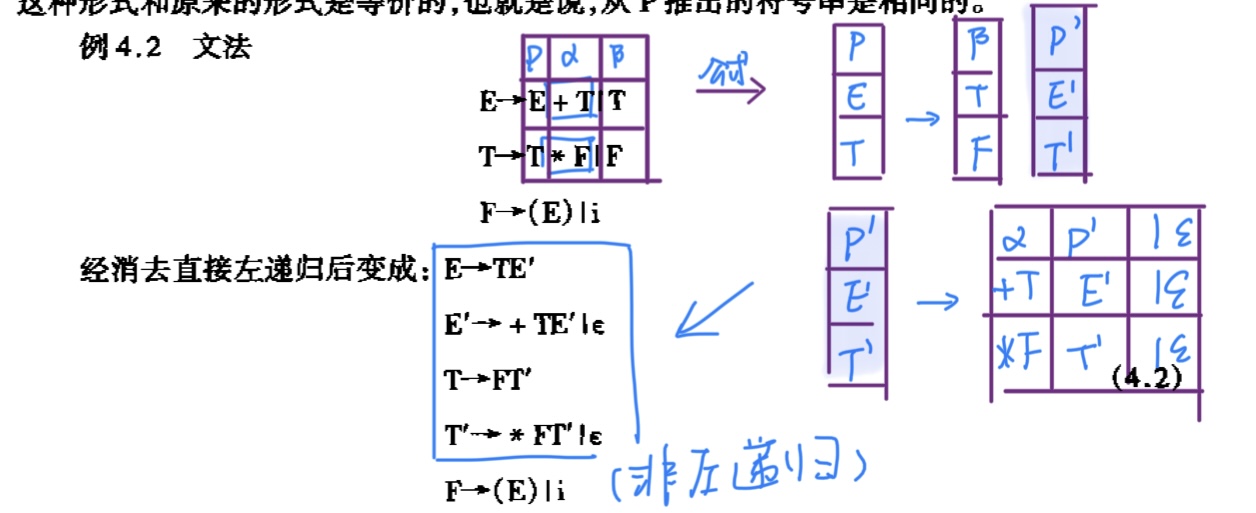 这种形式和原来的形式是等价的,也就是说,从P推出的符号串是相同的。
例4.2 文法
P α β
E→E+T|T
T→T*F|F
F→(E)|i
P
E
T
→
β P'
T E'
F T'
经消去直接左递归后变成:
E→TE'
E'→+TE'|ε
T→FT'
T'→*FT'|ε
F→(E)|i
P' α P' |ε
E' → +T E' |ε
T' *F T' |ε
(4.2)
(非左递归)